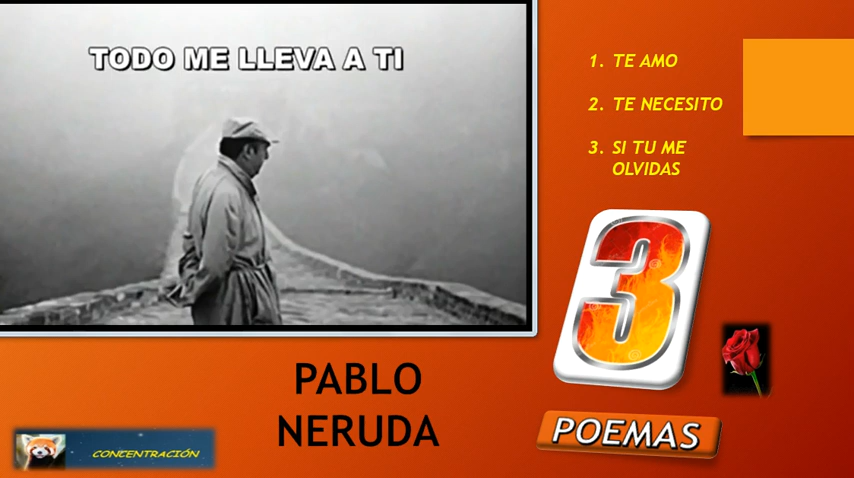 TODO ME LLEVA A TI
1. TE AMO
2. TE NECESITO
3. SI TU ME
OLVIDAS
3
POEMAS
PABLO
NERUDA
CONCENTRACIÓN